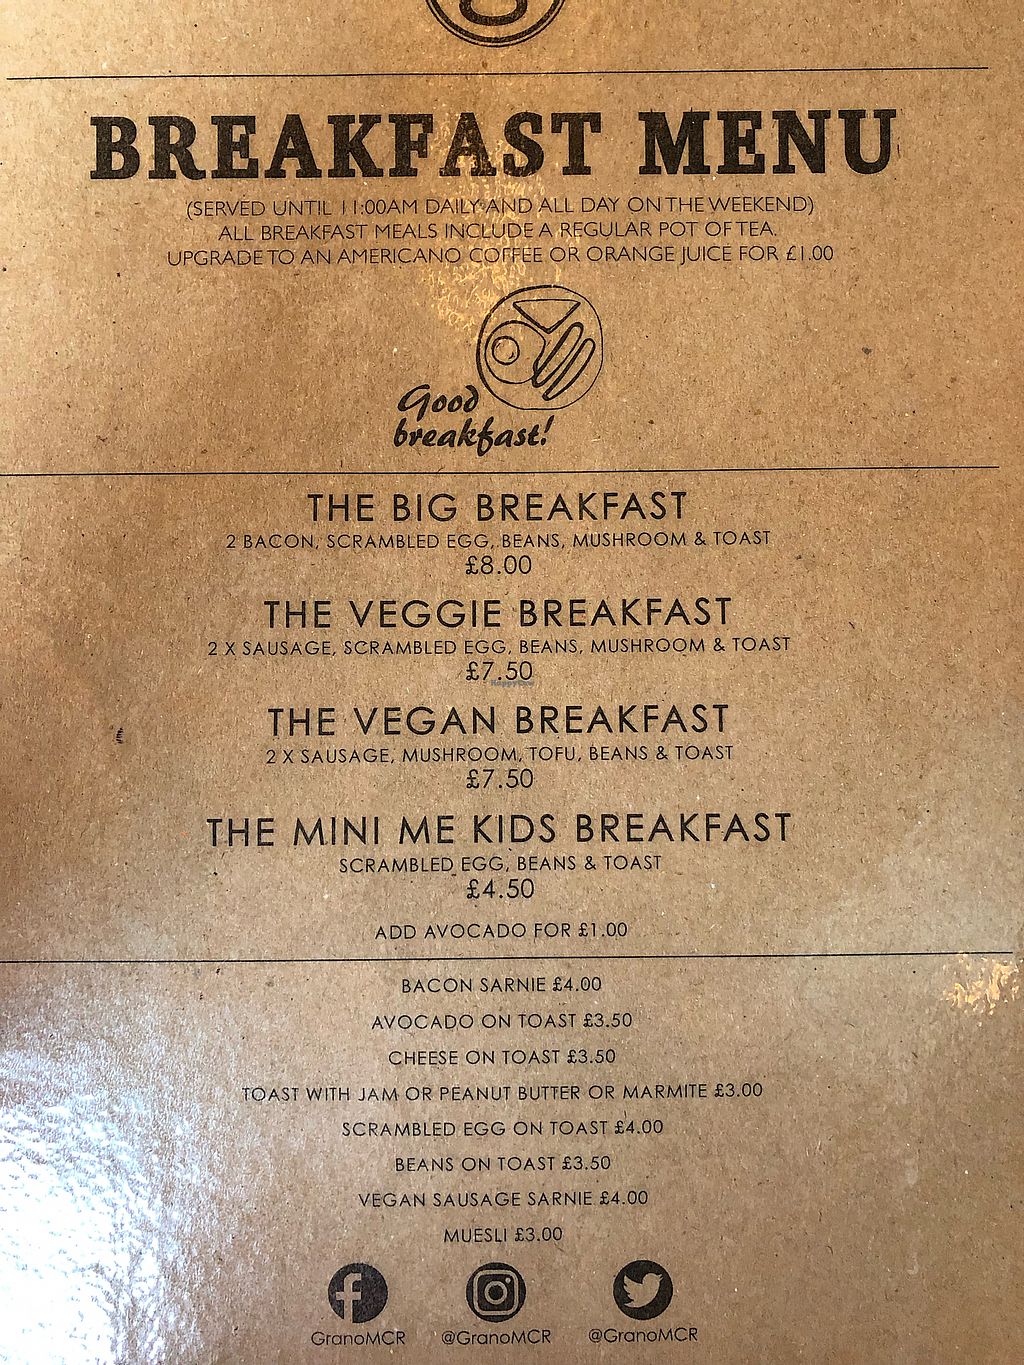 BREAKFAST MENU
(SERVED UNTIL 11:00AM DAILY AND ALL DAY ON THE WEEKEND)
ALL BREAKFAST MEALS INCLUDE A REGULAR POT OF TEA.
UPGRADE TO AN AMERICANO COFFEE OR ORANGE JUICE FOR £1.00
Good
breakfast!
THE BIG BREAKFAST
2 BACON, SCRAMBLED EGG, BEANS, MUSHROOM & TOAST
£8.00
THE VEGGIE BREAKFAST
2 X SAUSAGE, SCRAMBLED EGG, BEANS, MUSHROOM & TOAST
£7.50
HappyCow
THE VEGAN BREAKFAST
2 X SAUSAGE, MUSHROOM, TOFU, BEANS & TOAST
£7.50
THE MINI ME KIDS BREAKFAST
SCRAMBLED EGG, BEANS & TOAST
£4.50
ADD AVOCADO FOR £1.00
BACON SARNIE £4.00
AVOCADO ON TOAST £3.50
CHEESE ON TOAST £3.50
TOAST WITH JAM OR PEANUT BUTTER OR MARMITE £3.00
SCRAMBLED EGG ON TOAST £4.00
BEANS ON TOAST £3.50
VEGAN SAUSAGE SARNIE £4.00
MUESLI £3.00
GranoMCR @GranoMCR @GranoMCR